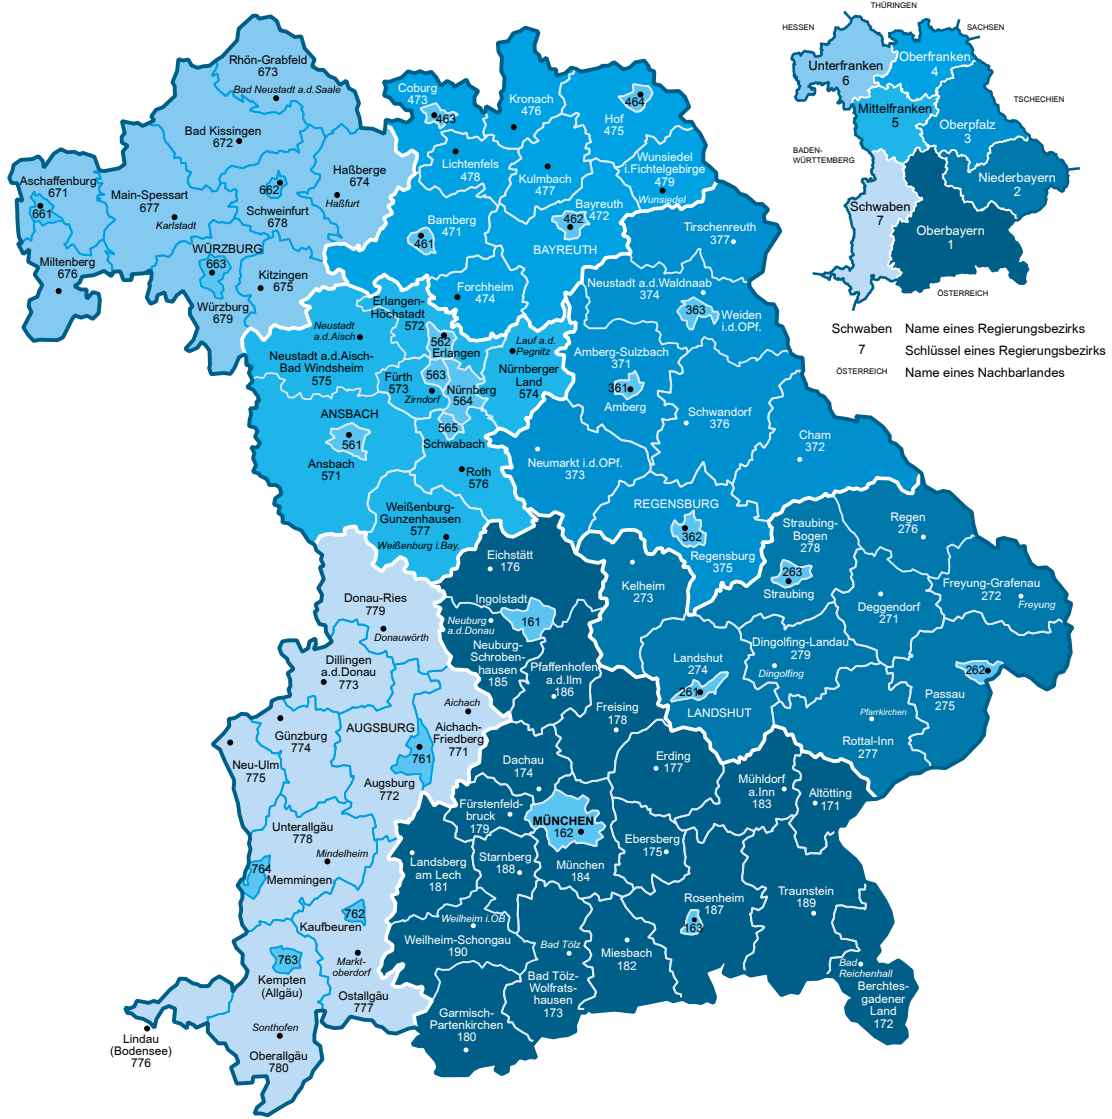 THÜRINGEN
HESSEN
SACHSEN
Oberfranken
4
Unterfranken
6
TSCHECHIEN
Mittelfranken
5
Oberpfalz
3
BADEN-
WÜRTTEMBERG
Niederbayern
2
Schwaben
7
Oberbayern
1
ÖSTERREICH
Schwaben Name eines Regierungsbezirks
7 Schlüssel eines Regierungsbezirks
ÖSTERREICH Name eines Nachbarlandes
Rhön-Grabfeld
673
Bad Neustadt a.d.Saale
Bad Kissingen
672
Haßberge
674
Haßfurt
Aschaffenburg
671
661
Main-Spessart
677
Karlstadt
662
Schweinfurt
678
Miltenberg
676
WÜRZBURG
663
Würzburg
679
Kitzingen
675
Coburg
473
463
Kronach
476
464
Hof
475
Lichtenfels
478
Kulmbach
477
Wunsiedel
i.Fichtelgebirge
479
Wunsiedel
Bamberg
471
461
Bayreuth
472
462
BAYREUTH
Forchheim
474
Tirschenreuth
377
Neustadt a.d.Waldnaab
374
363
Weiden
i.d.OPf.
Amberg-Sulzbach
371
361
Amberg
Schwandorf
376
Cham
372
Neumarkt i.d.OPf.
373
REGENSBURG
362
Regensburg
375
Erlangen-
Höchstadt
572
562
Erlangen
Neustadt
a.d.Aisch
Neustadt a.d.Aisch-
Bad Windsheim
575
Lauf a.d.
Pegnitz
Nürnberger
Land
574
Fürth
573
Zirndorf
563
Nürnberg
564
565
Schwabach
ANSBACH
561
Ansbach
571
Roth
576
Weißenburg-
Gunzenhausen
577
Weißenburg i.Bay.
Straubing-
Bogen
278
263
Straubing
Regen
276
Freyung-Grafenau
272
Freyung
Deggendorf
271
Kelheim
273
Landshut
274
261
LANDSHUT
Dingolfing-Landau
279
Dingolfing
262
Passau
275
Pfarrkirchen
Rottal-Inn
277
Eichstätt
176
Ingolstadt
161
Neuburg
a.d.Donau
Neuburg-
Schroben-
hausen
185
Pfaffenhofen
a.d.Ilm
186
Freising
178
Erding
177
Dachau
174
Mühldorf
a.Inn
183
Altötting
171
Fürstenfeld-
bruck
179
MÜNCHEN
162
München
184
Ebersberg
175
Landsberg
am Lech
181
Starnberg
188
Rosenheim
187
163
Traunstein
189
Weilheim i.OB
Weilheim-Schongau
190
Bad Tölz
Bad Tölz-
Wolfrats-
hausen
173
Miesbach
182
Bad
Reichenhall
Berchtes-
gadener
Land
172
Garmisch-
Partenkirchen
180
Donau-Ries
779
Donauwörth
Dillingen
a.d.Donau
773
Aichach
Aichach-
Friedberg
771
Günzburg
774
AUGSBURG
761
Augsburg
772
Neu-Ulm
775
Unterallgäu
778
Mindelheim
764
Memmingen
762
Kaufbeuren
763
Kempten
(Allgäu)
Markt-
oberdorf
Ostallgäu
777
Lindau
(Bodensee)
776
Sonthofen
Oberallgäu
780